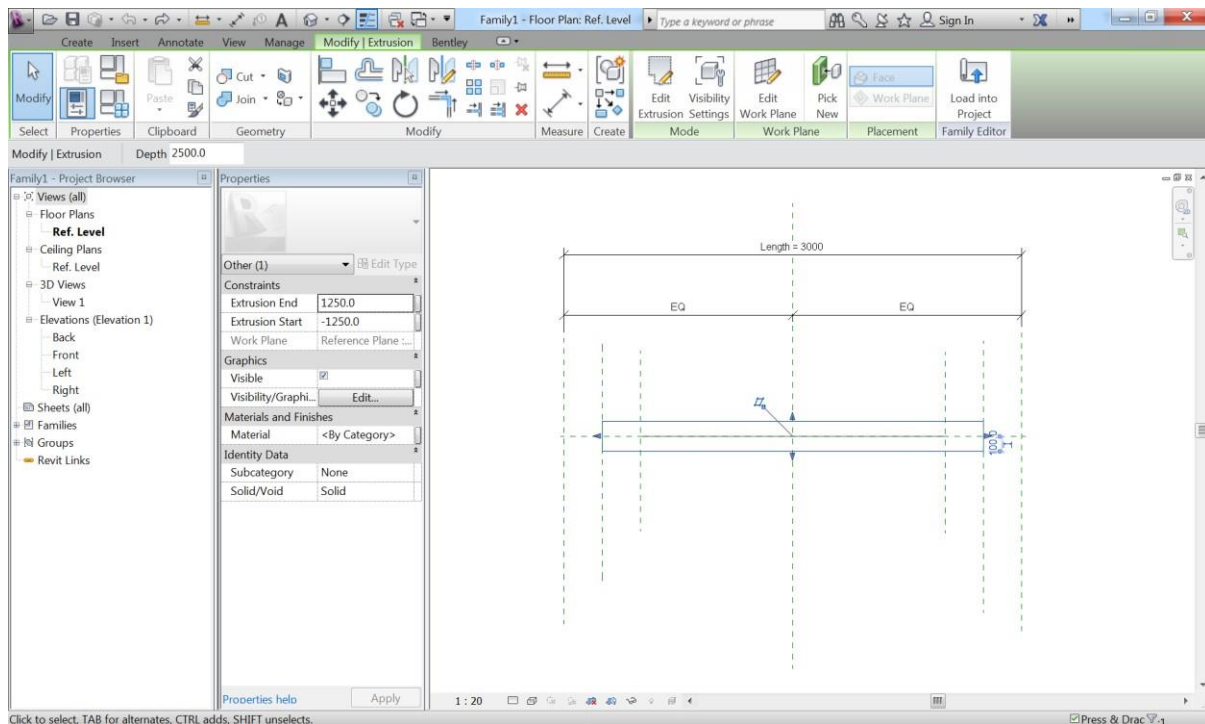 Family1 - Floor Plan: Ref. Level
Type a keyword or phrase
Sign In
Create Insert Annotate View Manage Modify | Extrusion Bentley
Modify
Paste
Cut
Join
Edit Extrusion
Visibility Settings
Edit Work Plane
Pick New
Face
Work Plane
Load into Project
Select Properties Clipboard Geometry Modify Measure Create Mode Work Plane Placement Family Editor
Modify | Extrusion Depth 2500.0
Family1 - Project Browser
Views (all)
Floor Plans
Ref. Level
Ceiling Plans
Ref. Level
3D Views
View 1
Elevations (Elevation 1)
Back
Front
Left
Right
Sheets (all)
Families
Groups
Revit Links
Properties
Other (1) Edit Type
Constraints
Extrusion End 1250.0
Extrusion Start -1250.0
Work Plane Reference Plane :...
Graphics
Visible
Visibility/Graphi... Edit...
Materials and Finishes
Material <By Category>
Identity Data
Subcategory None
Solid/Void Solid
Properties help Apply
Length = 3000
EQ EQ
1 : 20
Click to select, TAB for alternates, CTRL adds, SHIFT unselects.
Press & Drac